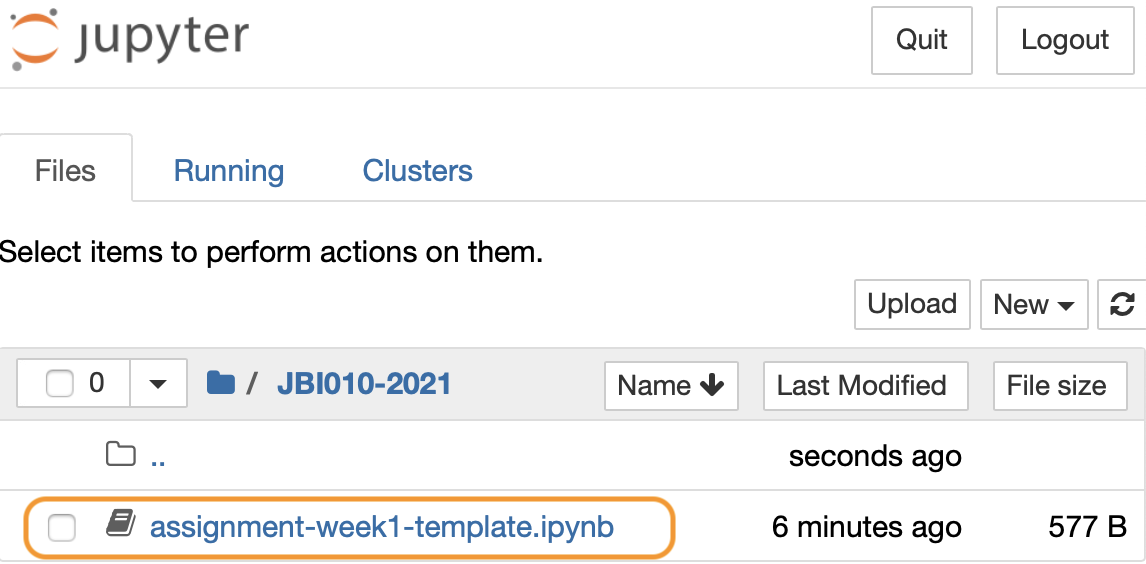 jupyter Quit Logout
Files Running Clusters
Select items to perform actions on them.
Upload New
0 / JBI010-2021 Name Last Modified File size
.. seconds ago
assignment-week1-template.ipynb 6 minutes ago 577 B